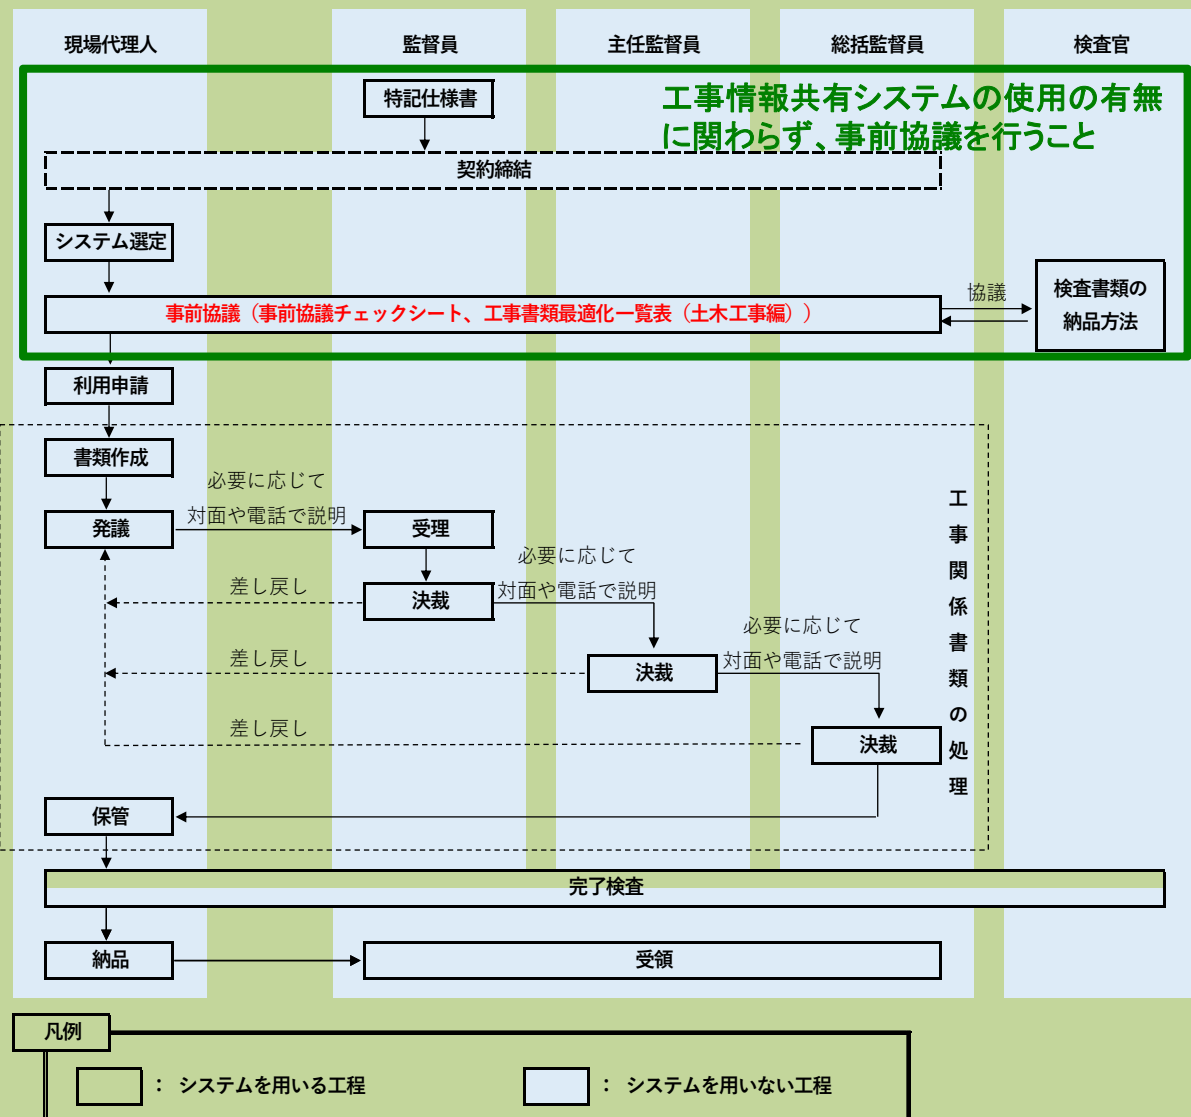 現場代理人
監督員
主任監督員
総括監督員
検査官
特記仕様書
工事情報共有システムの使用の有無
に関わらず、事前協議を行うこと
契約締結
システム選定
事前協議（事前協議チェックシート、工事書類最適化一覧表（土木工事編））
協議
検査書類の
納品方法
利用申請
書類作成
必要に応じて
対面や電話で説明
発議
受理
必要に応じて
対面や電話で説明
差し戻し
決裁
必要に応じて
対面や電話で説明
差し戻し
決裁
差し戻し
決裁
工事関係書類の処理
保管
完了検査
納品
受領
凡例
： システムを用いる工程
： システムを用いない工程